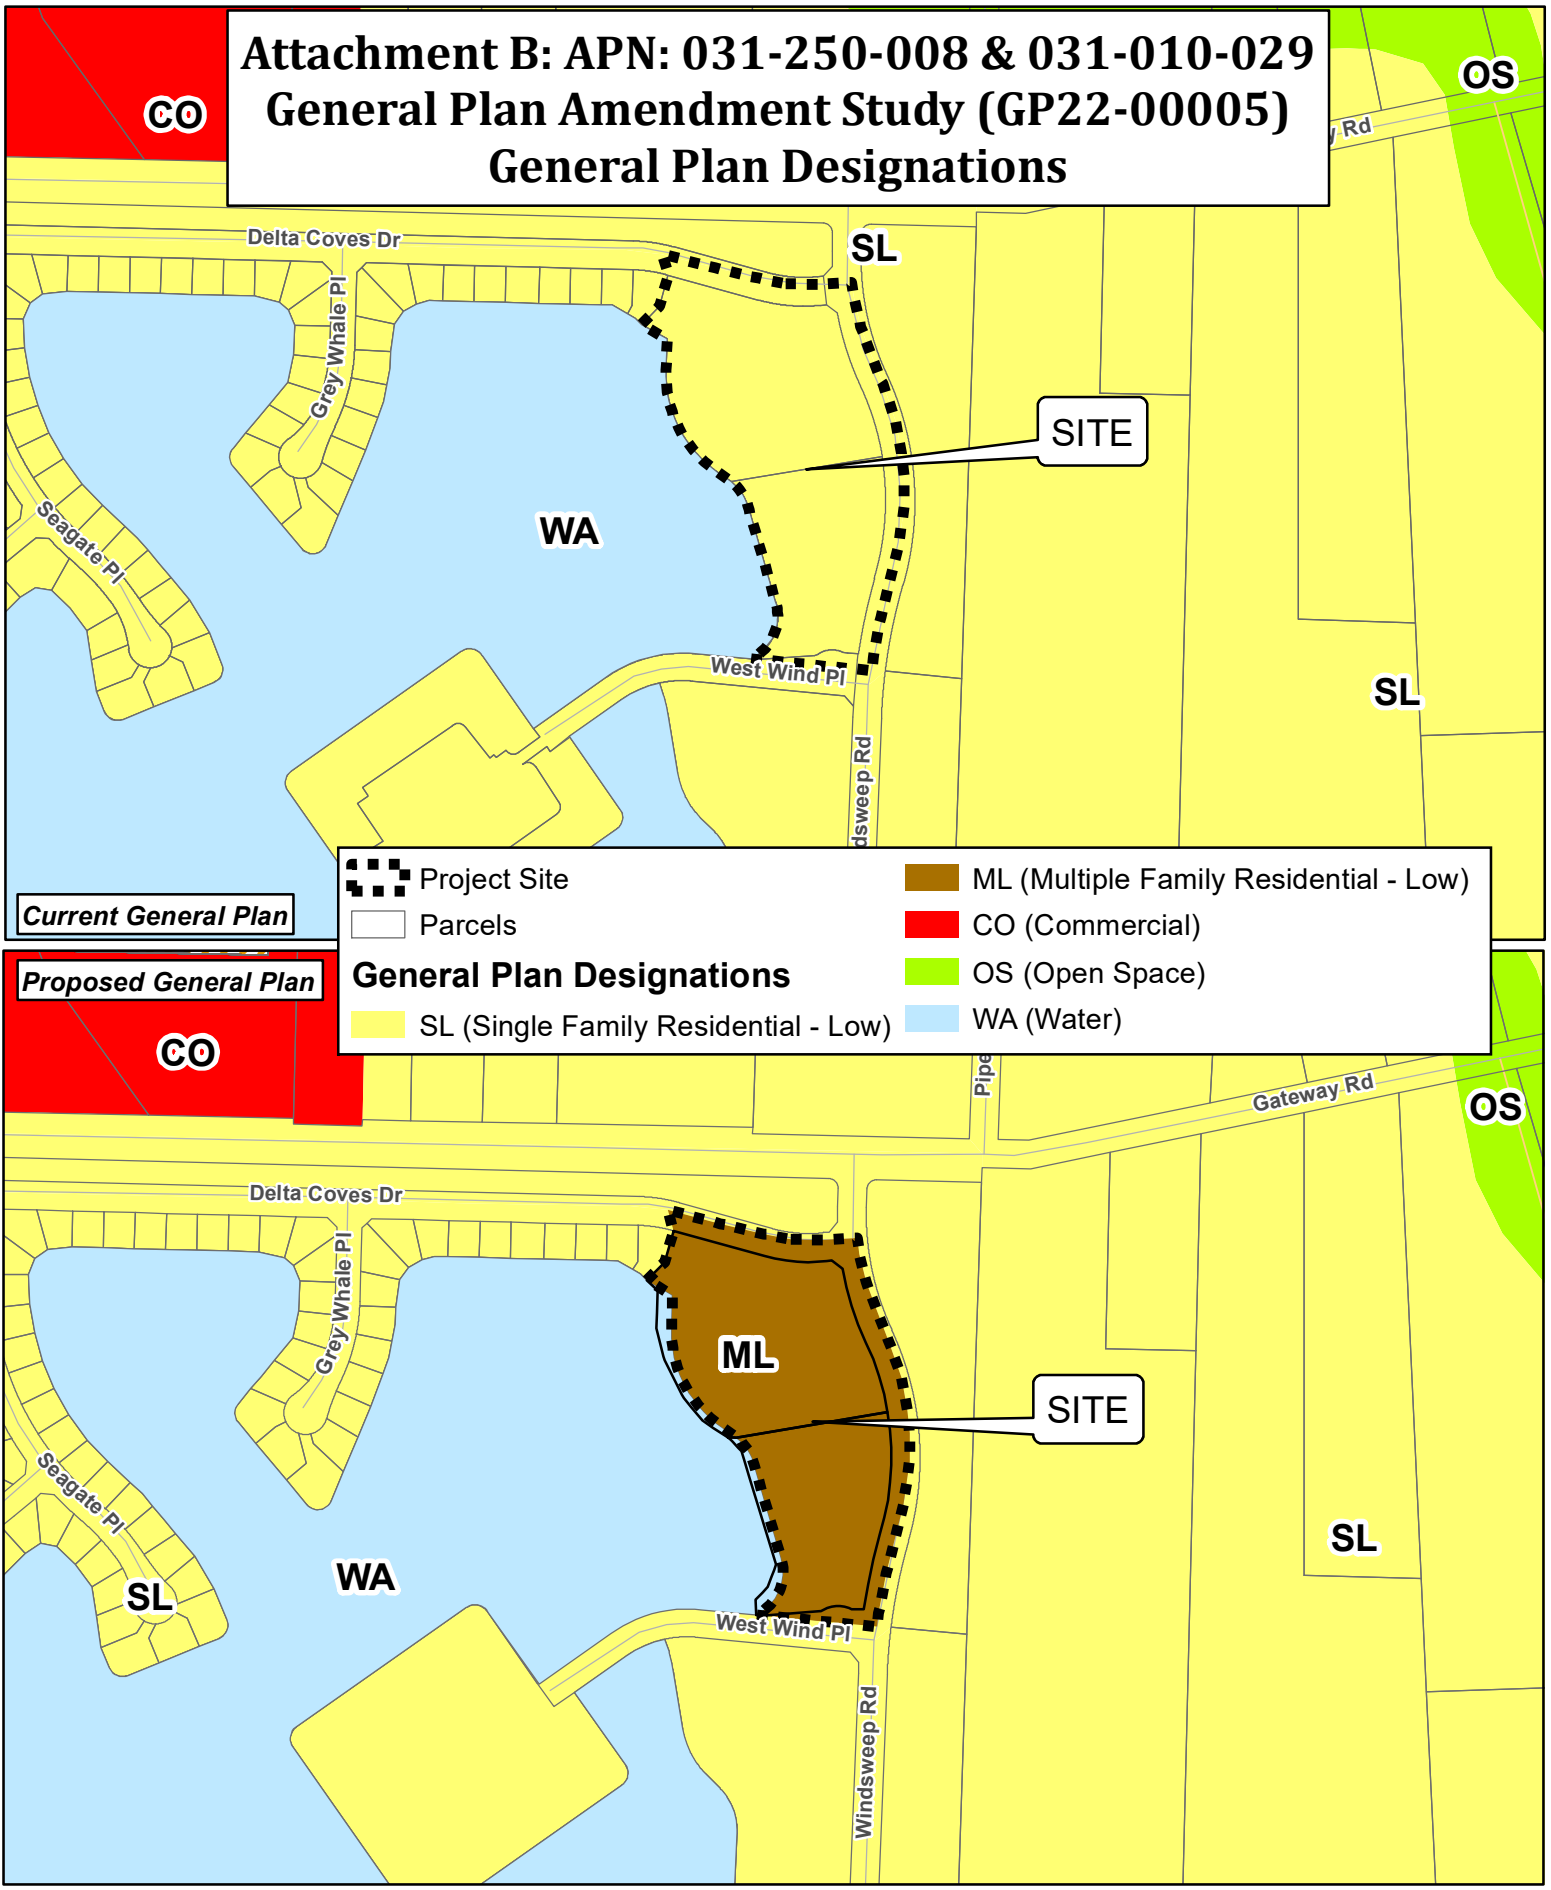 Attachment B: APN: 031-250-008 & 031-010-029
General Plan Amendment Study (GP22-00005)
General Plan Designations
CO
OS
Rd
Delta Coves Dr
SL
Grey Whale Pl
SITE
Seagate Pl
WA
West Wind Pl
SL
dsweep Rd
Current General Plan
Project Site
Parcels
General Plan Designations
SL (Single Family Residential - Low)
ML (Multiple Family Residential - Low)
CO (Commercial)
OS (Open Space)
WA (Water)
Proposed General Plan
CO
Pipe
Gateway Rd
OS
Delta Coves Dr
Grey Whale Pl
ML
SITE
Seagate Pl
SL
WA
SL
West Wind Pl
Windsweep Rd